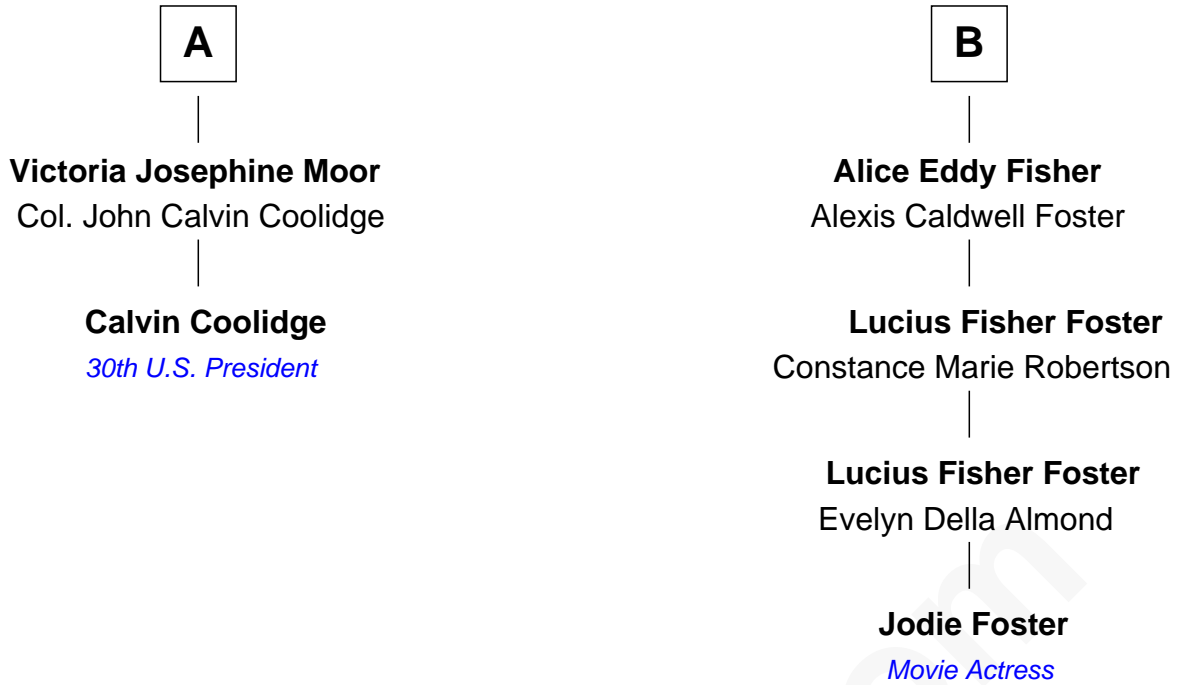 A
Victoria Josephine Moor
Col. John Calvin Coolidge
Calvin Coolidge
30th U.S. President
B
Alice Eddy Fisher
Alexis Caldwell Foster
Lucius Fisher Foster
Constance Marie Robertson
Lucius Fisher Foster
Evelyn Della Almond
Jodie Foster
Movie Actress